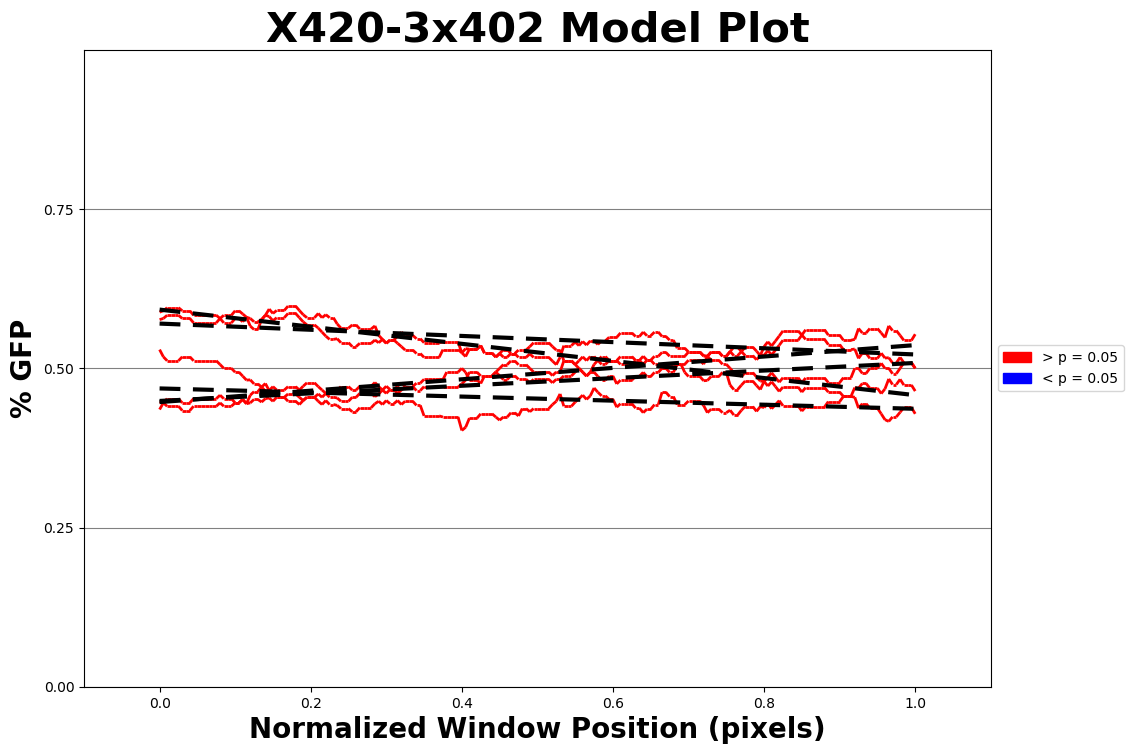 X420-3x402 Model Plot
% GFP
0.75
0.50
0.25
0.00
0.0 0.2 0.4 0.6 0.8 1.0
Normalized Window Position (pixels)
> p = 0.05
< p = 0.05